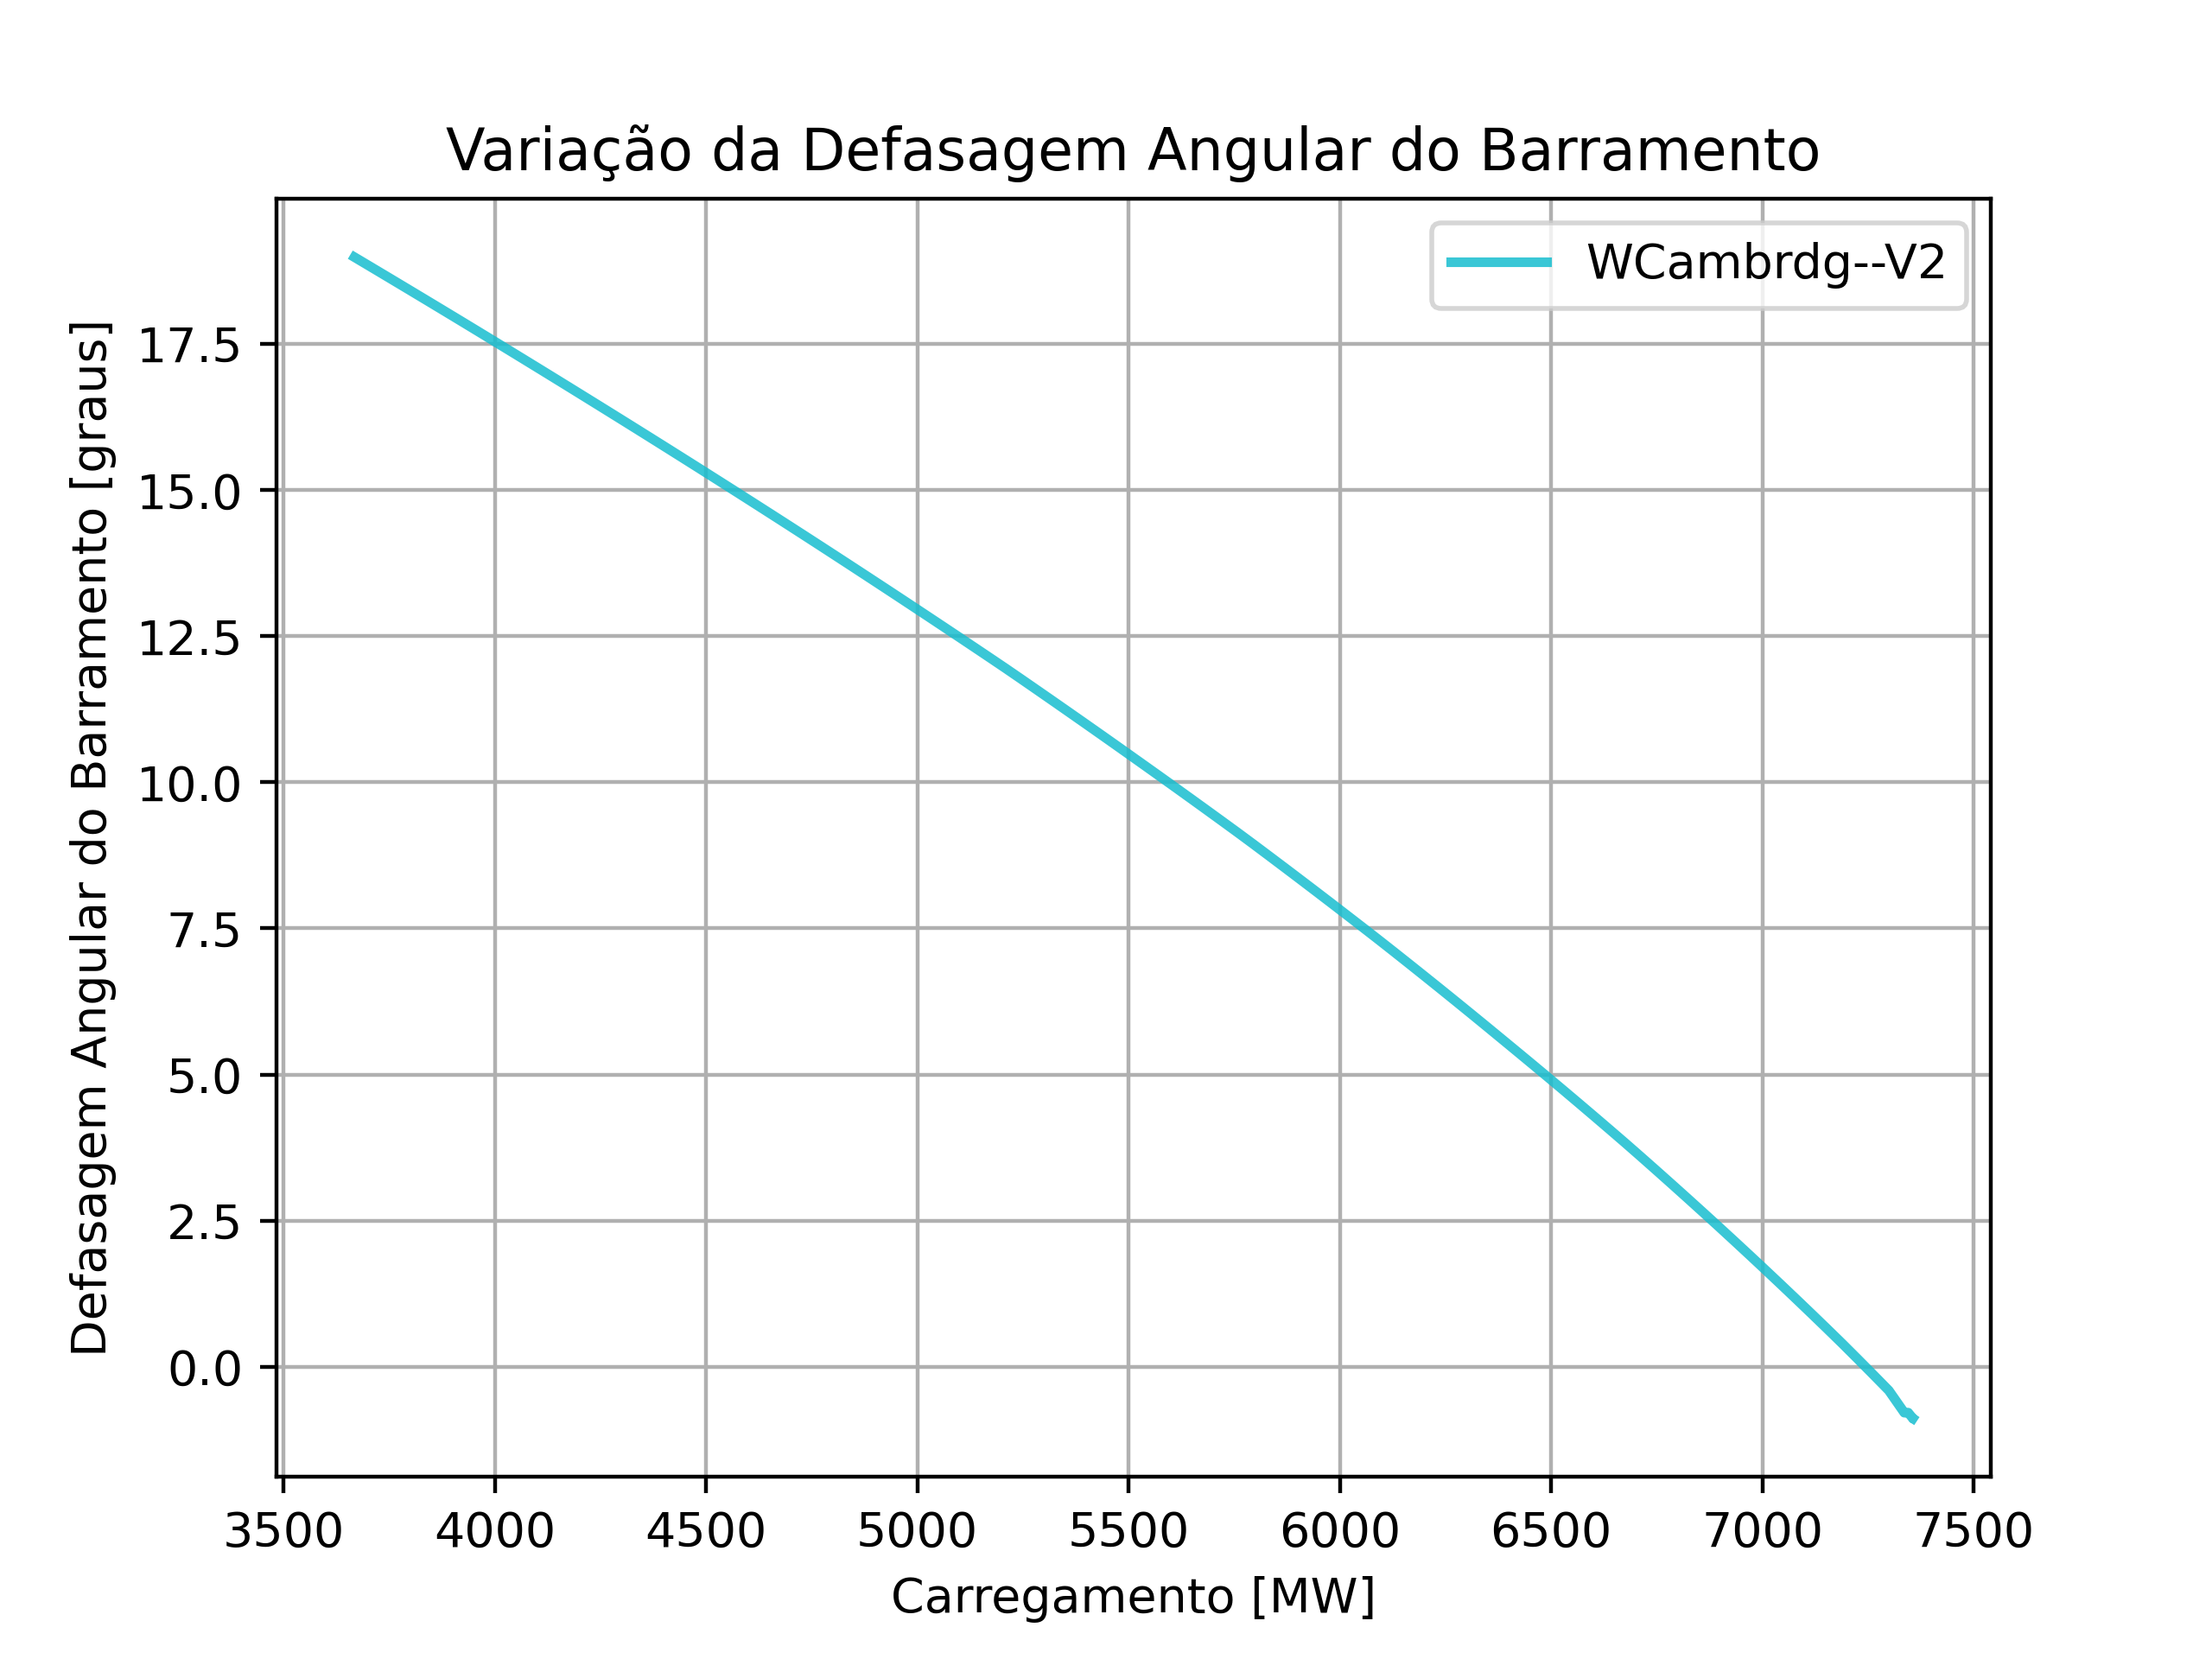 Variação da Defasagem Angular do Barramento
WCambrdg--V2
Defasagem Angular do Barramento [graus]
17.5
15.0
12.5
10.0
7.5
5.0
2.5
0.0
3500 4000 4500 5000 5500 6000 6500 7000 7500
Carregamento [MW]